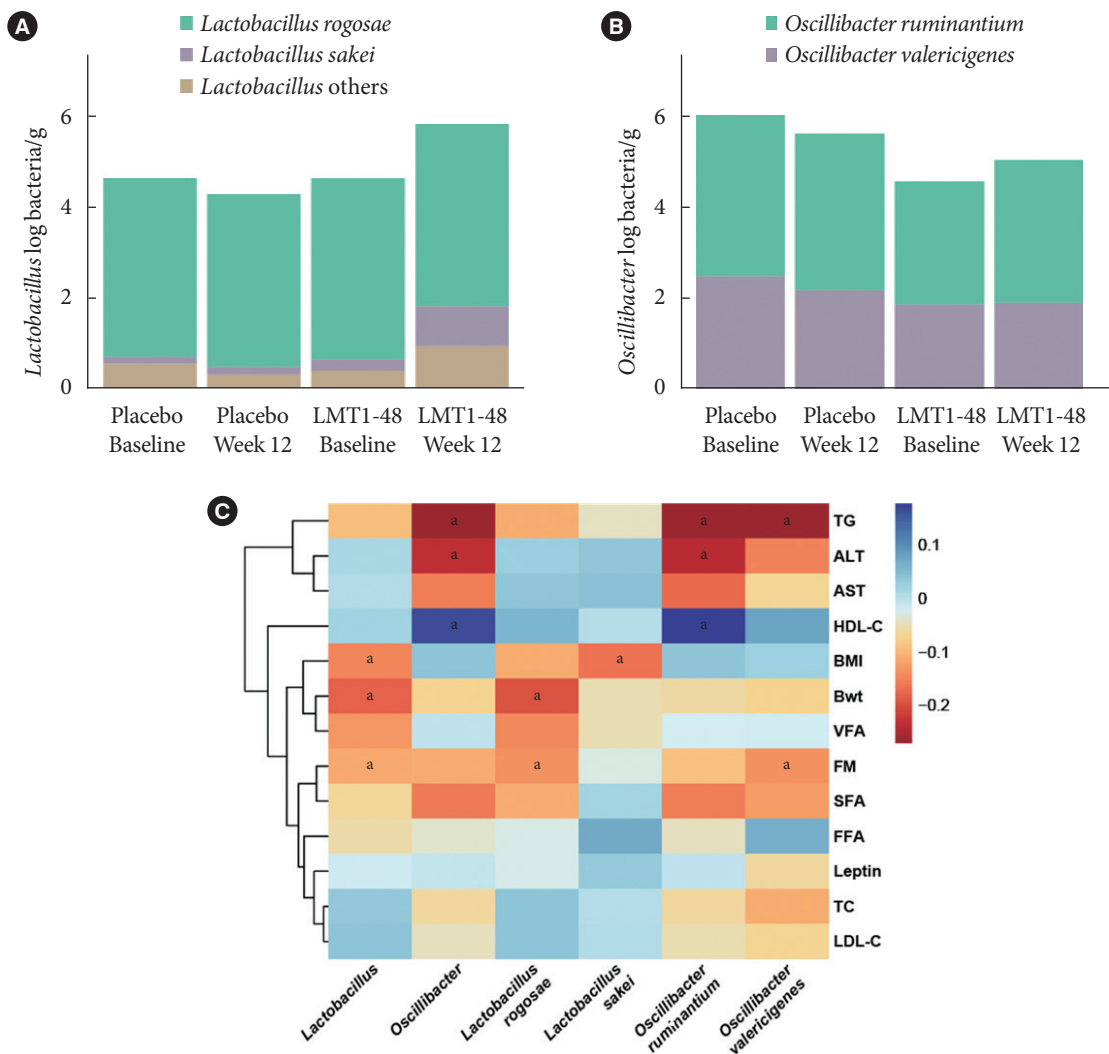 A
Lactobacillus rogosae
Lactobacillus sakei
Lactobacillus others
Lactobacillus log bacteria/g
6
4
2
0
Placebo
Baseline
Placebo
Week 12
LMT1-48
Baseline
LMT1-48
Week 12
B
Oscillibacter ruminantium
Oscillibacter valericigenes
Oscillibacter log bacteria/g
6
4
2
0
Placebo
Baseline
Placebo
Week 12
LMT1-48
Baseline
LMT1-48
Week 12
C
a a a TG
a a ALT
AST
a a HDL-C
a a BMI
a a Bwt
VFA
a a a FM
SFA
FFA
Leptin
TC
LDL-C
0.1
0
−0.1
−0.2
Lactobacillus
Oscillibacter
Lactobacillus
rogosae
Lactobacillus
sakei
Oscillibacter
ruminantium
Oscillibacter
valericigenes